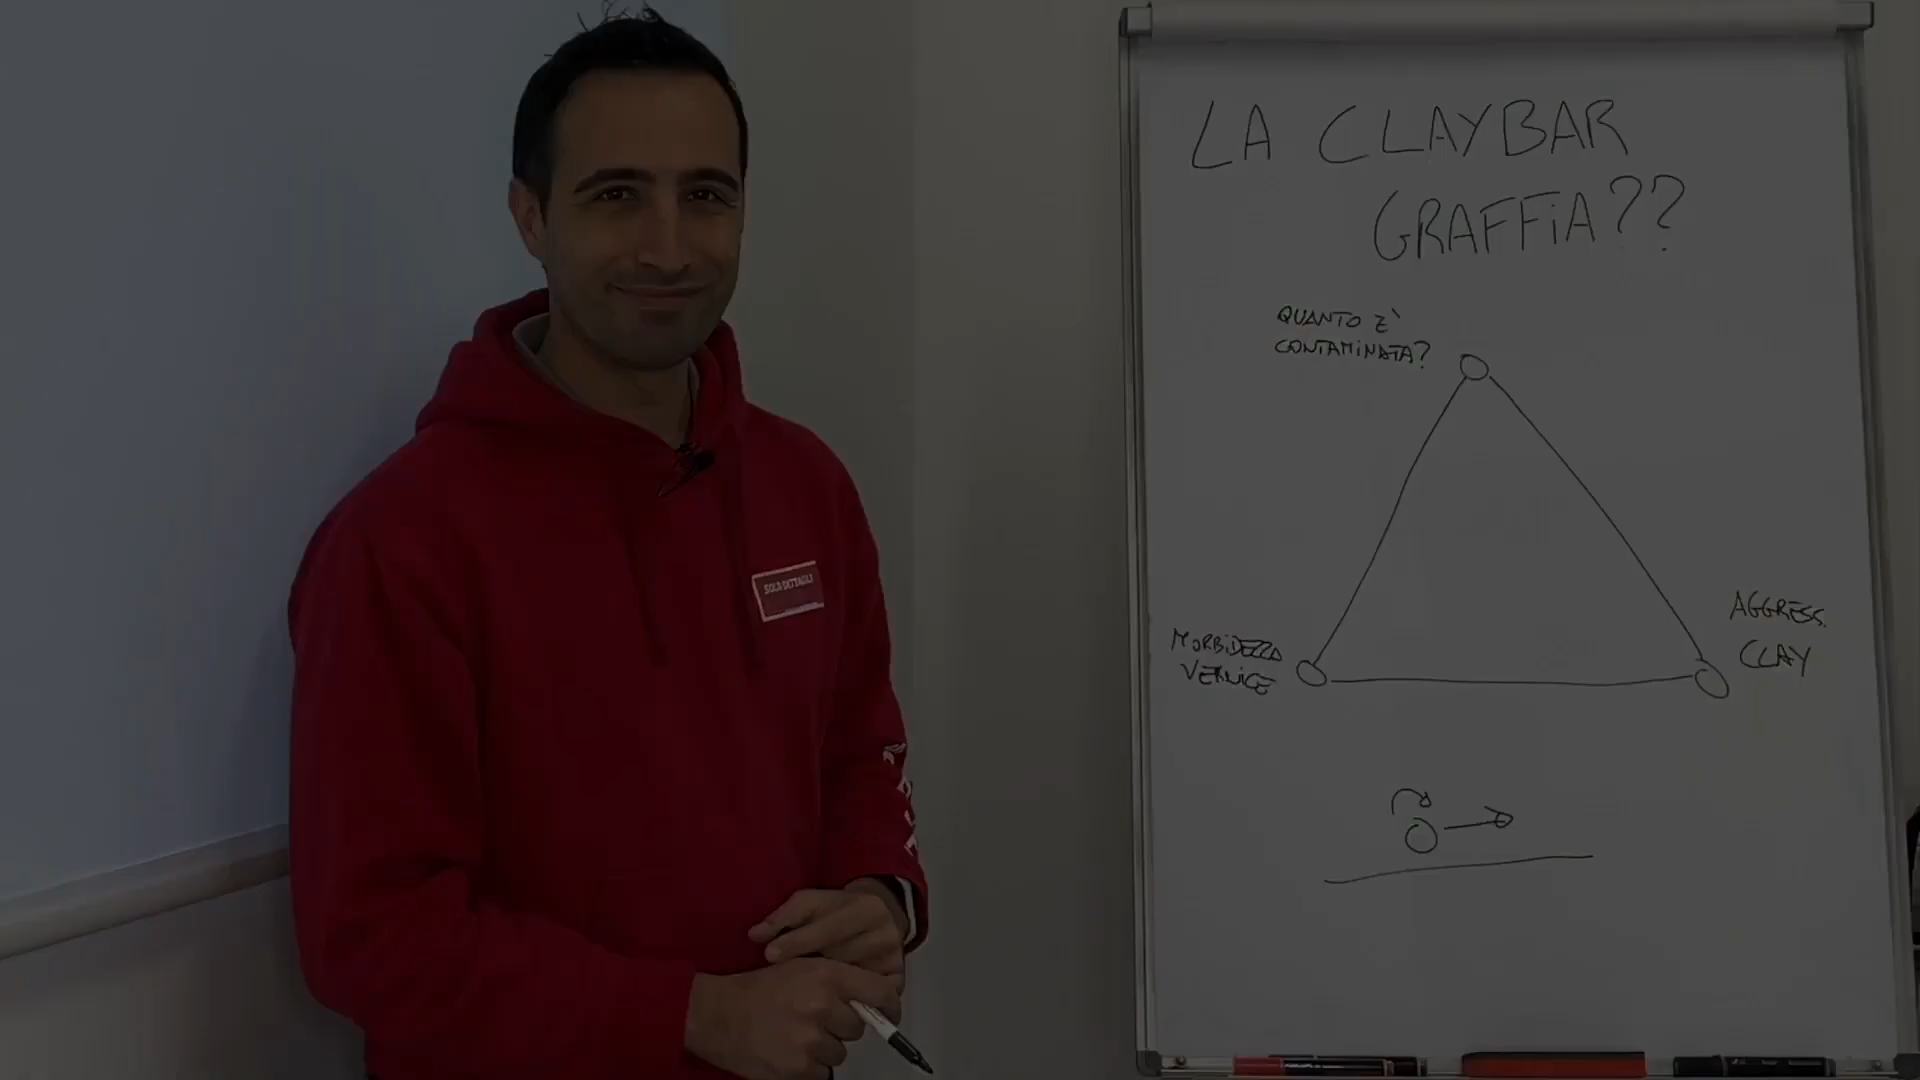 LA CLAYBAR
GRAFFIA??
QUANTO E'
CONTAMINATA?
MORBIDEZZA
VERNICE
AGGRESS.
CLAY
SOLO DETTAGLI